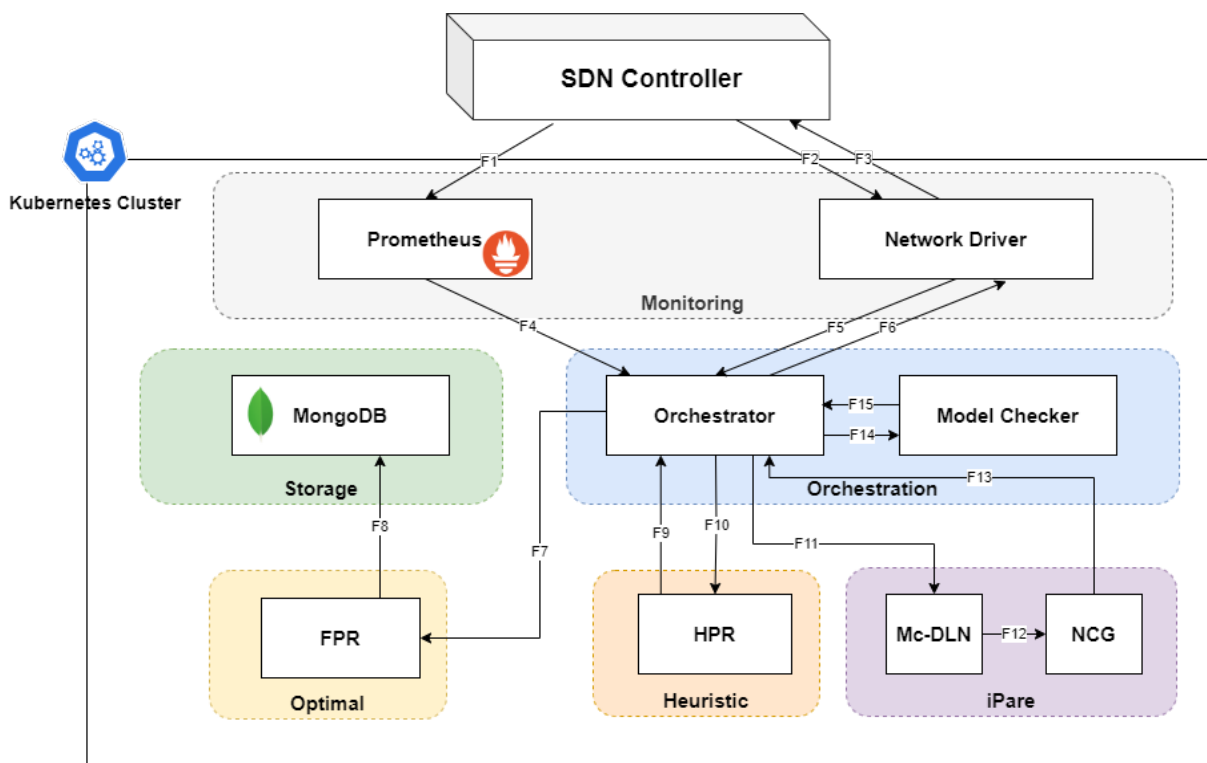 SDN Controller
F1
F2
F3
Kubernetes Cluster
Prometheus
Network Driver
Monitoring
F4
F5
F6
MongoDB
Storage
Orchestrator
F15
F14
Model Checker
F13
Orchestration
F8
F7
F9
F10
F11
FPR
Optimal
HPR
Heuristic
Mc-DLN
F12
NCG
iPare